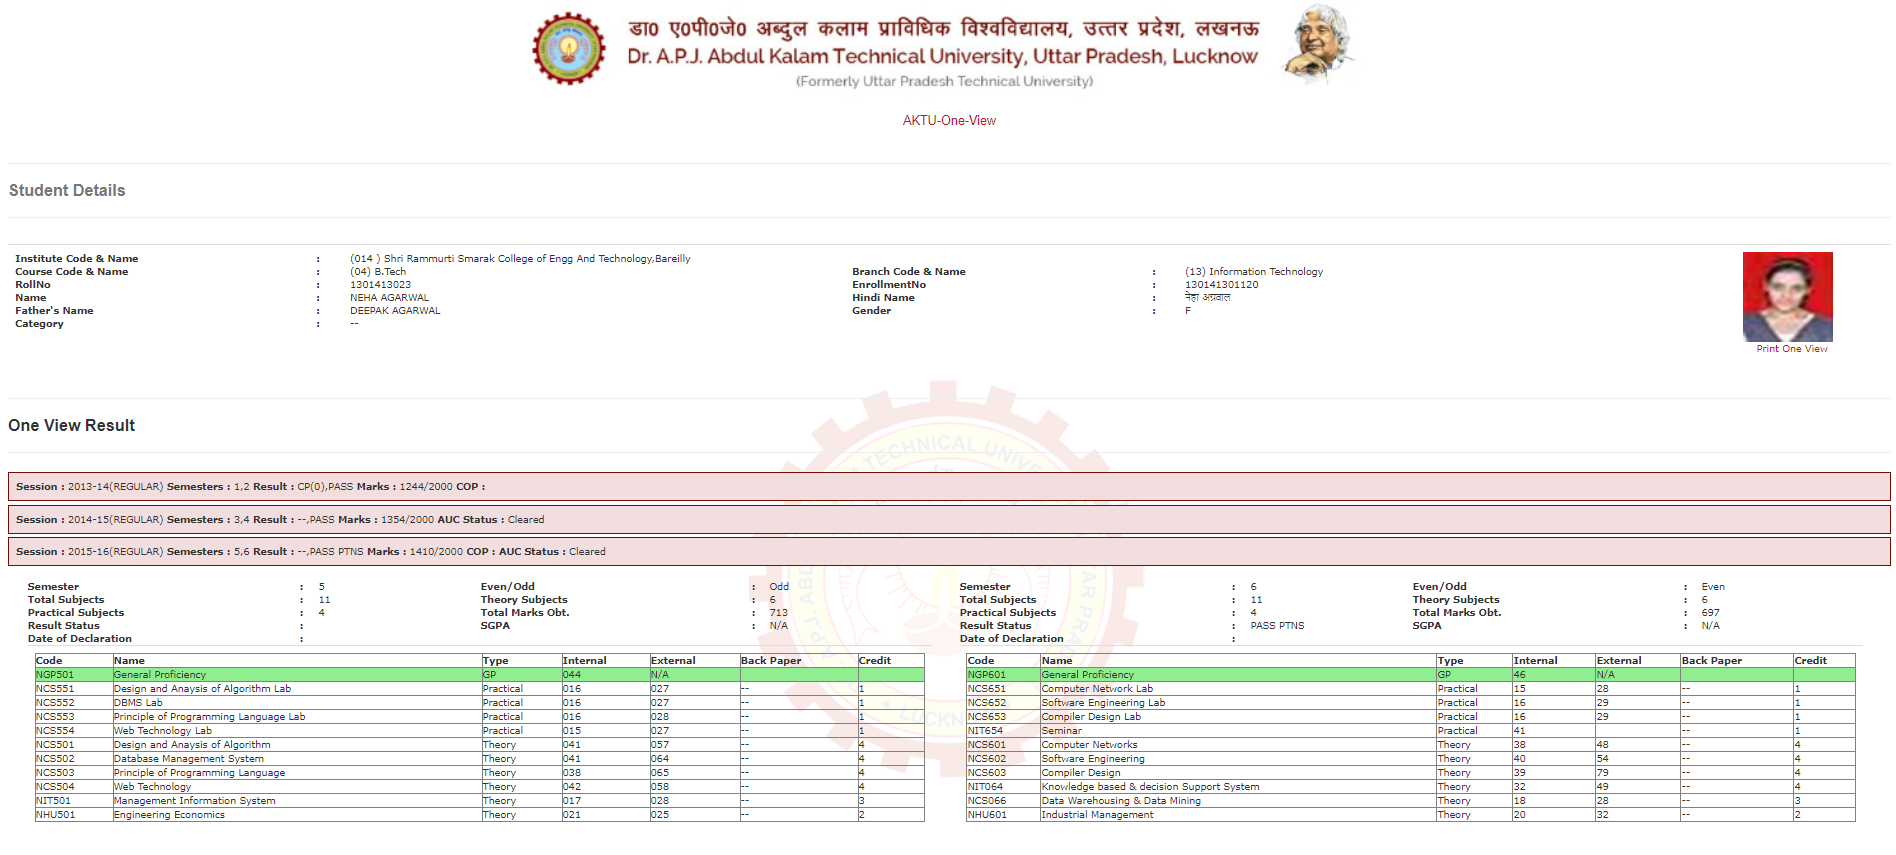 डा0 ए0पी0जे0 अब्दुल कलाम प्राविधिक विश्वविद्यालय, उत्तर प्रदेश, लखनऊ
Dr. A.P.J. Abdul Kalam Technical University, Uttar Pradesh, Lucknow
(Formerly Uttar Pradesh Technical University)
AKTU-One-View
Student Details
Institute Code & Name : (014 ) Shri Rammurti Smarak College of Engg And Technology,Bareilly
Course Code & Name : (04) B.Tech Branch Code & Name : (13) Information Technology
RollNo : 1301413023 EnrollmentNo : 130141301120
Name : NEHA AGARWAL Hindi Name : नेहा अग्रवाल
Father's Name : DEEPAK AGARWAL Gender : F
Category : --
Print One View
One View Result
Session : 2013-14(REGULAR) Semesters : 1,2 Result : CP(0),PASS Marks : 1244/2000 COP :
Session : 2014-15(REGULAR) Semesters : 3,4 Result : --,PASS Marks : 1354/2000 AUC Status : Cleared
Session : 2015-16(REGULAR) Semesters : 5,6 Result : --,PASS PTNS Marks : 1410/2000 COP : AUC Status : Cleared
Semester : 5 Even/Odd : Odd
Total Subjects : 11 Theory Subjects : 6
Practical Subjects : 4 Total Marks Obt. : 713
Result Status : SGPA : N/A
Date of Declaration :
Code Name Type Internal External Back Paper Credit
NGP501 General Proficiency GP 044 N/A
NCS551 Design and Anaysis of Algorithm Lab Practical 016 027 -- 1
NCS552 DBMS Lab Practical 016 027 -- 1
NCS553 Principle of Programming Language Lab Practical 016 028 -- 1
NCS554 Web Technology Lab Practical 015 027 -- 1
NCS501 Design and Anaysis of Algorithm Theory 041 057 -- 4
NCS502 Database Management System Theory 041 064 -- 4
NCS503 Principle of Programming Language Theory 038 065 -- 4
NCS504 Web Technology Theory 042 058 -- 4
NIT501 Management Information System Theory 017 028 -- 3
NHU501 Engineering Economics Theory 021 025 -- 2
Semester : 6 Even/Odd : Even
Total Subjects : 11 Theory Subjects : 6
Practical Subjects : 4 Total Marks Obt. : 697
Result Status : PASS PTNS SGPA : N/A
Date of Declaration :
Code Name Type Internal External Back Paper Credit
NGP601 General Proficiency GP 46 N/A
NCS651 Computer Network Lab Practical 15 28 -- 1
NCS652 Software Engineering Lab Practical 16 29 -- 1
NCS653 Compiler Design Lab Practical 16 29 -- 1
NIT654 Seminar Practical 41 -- 1
NCS601 Computer Networks Theory 38 48 -- 4
NCS602 Software Engineering Theory 40 54 -- 4
NCS603 Compiler Design Theory 39 79 -- 4
NIT064 Knowledge based & decision Support System Theory 32 49 -- 4
NCS066 Data Warehousing & Data Mining Theory 18 28 -- 3
NHU601 Industrial Management Theory 20 32 -- 2